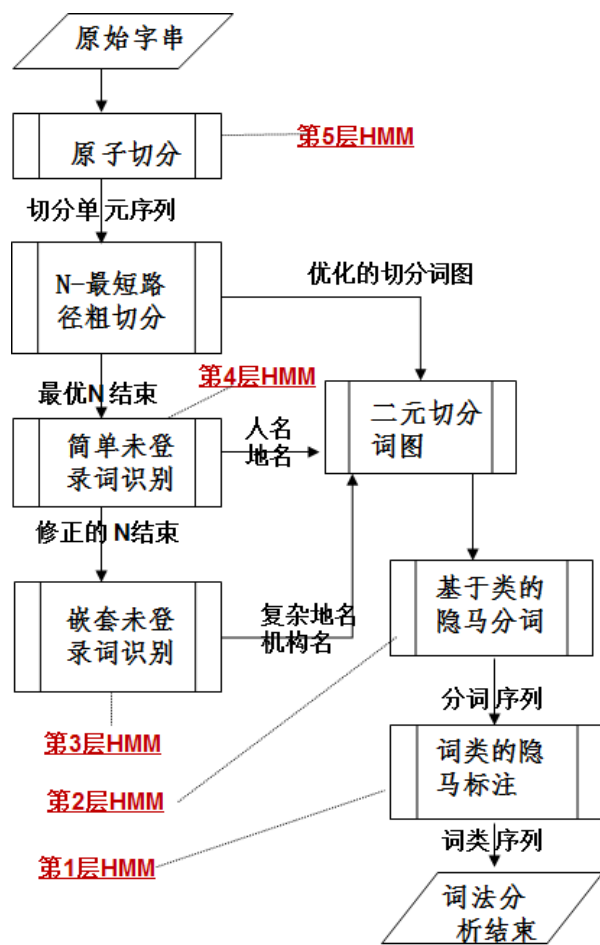 原始字串
原子切分
第5层HMM
切分单元序列
N-最短路
径粗切分
优化的切分词图
最优N 结束
第4层HMM
简单未登
录词识别
人名
地名
二元切分
词图
修正的 N结束
嵌套未登
录词识别
复杂地名
机构名
基于类的
隐马分词
第3层HMM
分词 序列
第2层HMM
词类的隐
马标注
第1层HMM
词类 序列
词法分
析结束